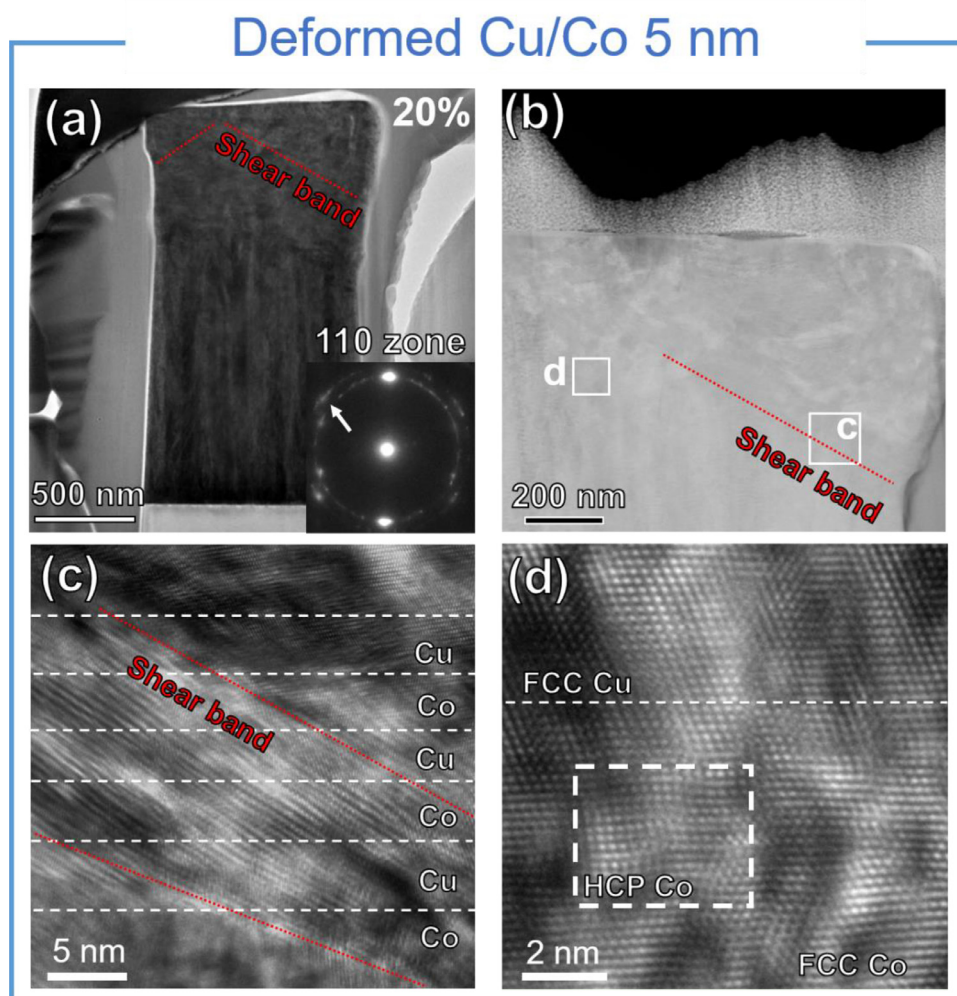 Deformed Cu/Co 5 nm
(a)
20%
Shear band
110 zone
500 nm
(b)
d
c
Shear band
200 nm
(c)
Cu
Shear band
Co
Cu
Co
Cu
Co
5 nm
(d)
FCC Cu
HCP Co
2 nm
FCC Co